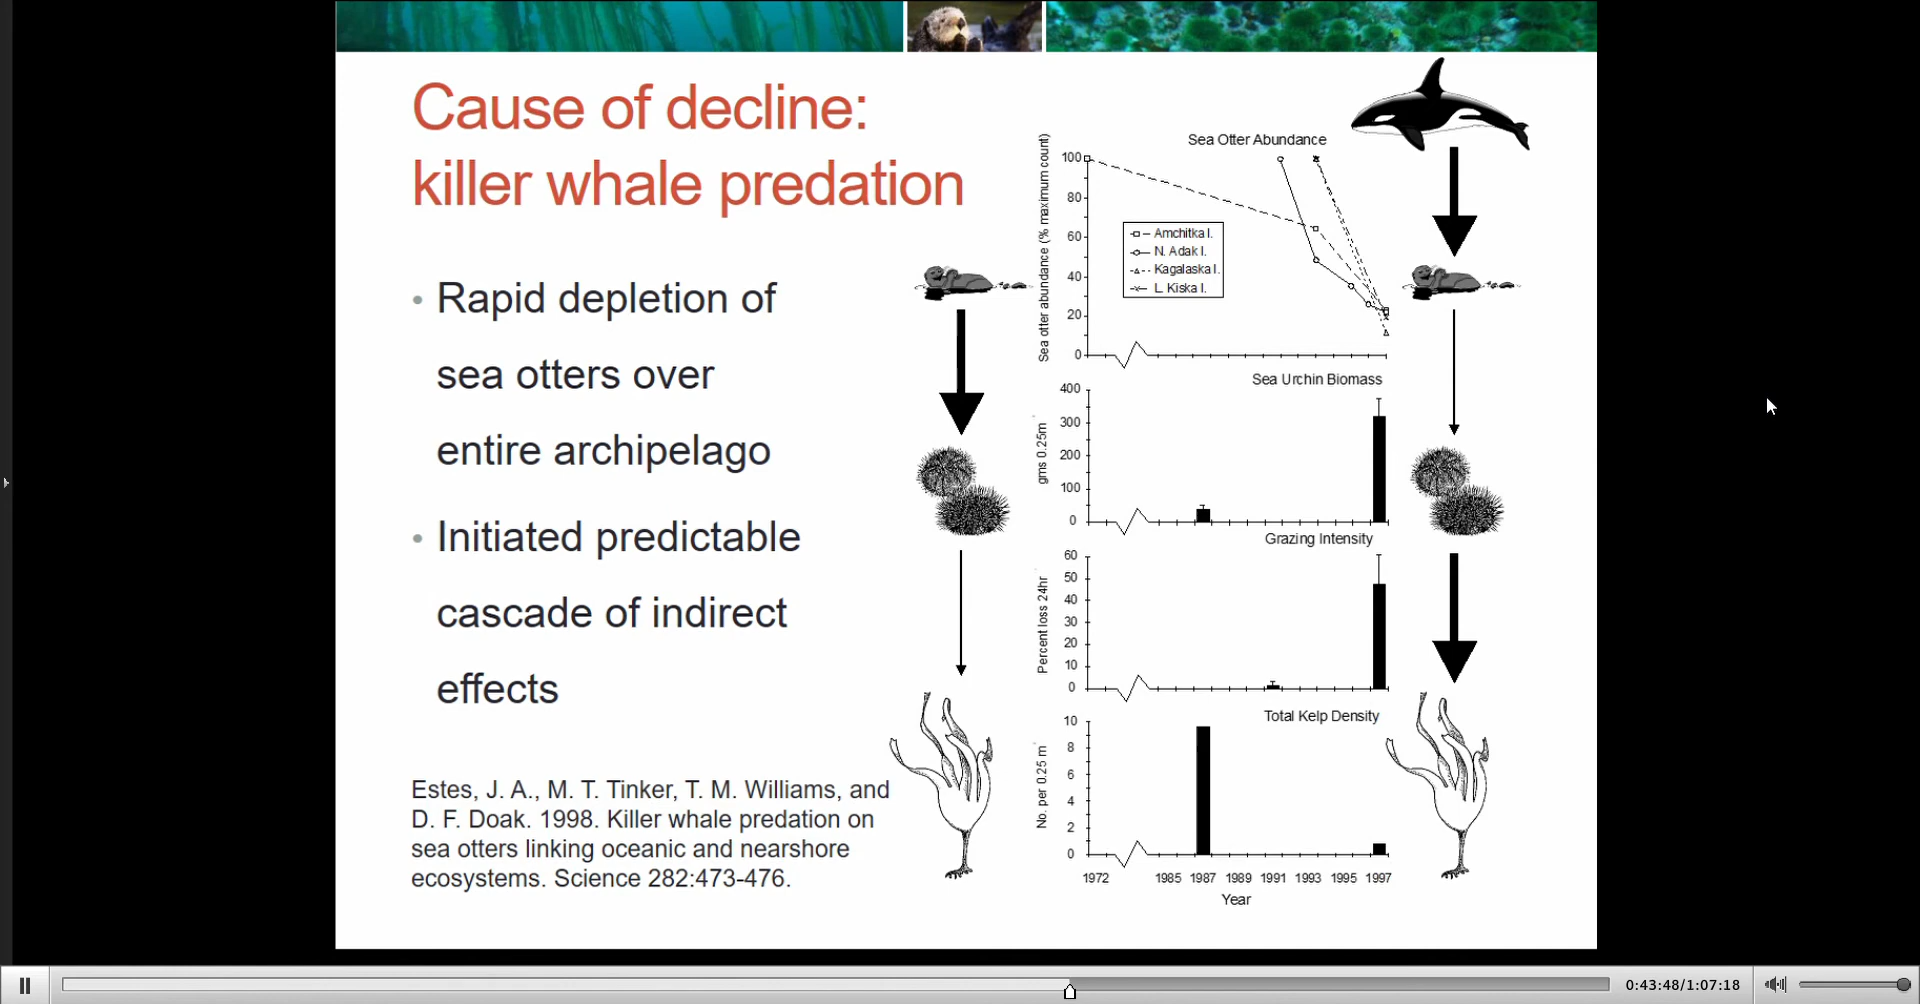 Cause of decline:
killer whale predation
• Rapid depletion of
sea otters over
entire archipelago
• Initiated predictable
cascade of indirect
effects
Estes, J. A., M. T. Tinker, T. M. Williams, and
D. F. Doak. 1998. Killer whale predation on
sea otters linking oceanic and nearshore
ecosystems. Science 282:473-476.
Sea Otter Abundance
Sea otter abundance (% maximum count)
100
80
60
40
20
0
Amchitka I.
N. Adak I.
Kagalaska I.
L. Kiska I.
Sea Urchin Biomass
gms 0.25m
400
300
200
100
0
Grazing Intensity
Percent loss 24hr
60
50
40
30
20
10
0
Total Kelp Density
No. per 0.25 m
10
8
6
4
2
0
1972 1985 1987 1989 1991 1993 1995 1997
Year
0:43:48/1:07:18